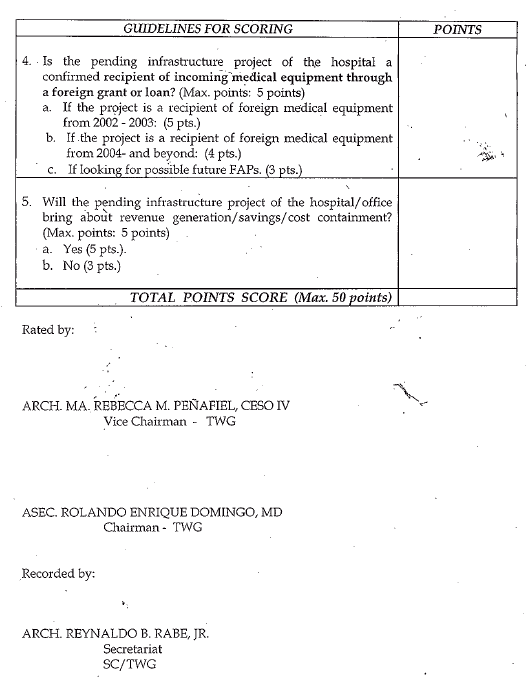 GUIDELINES FOR SCORING POINTS
4. Is the pending infrastructure project of the hospital a
confirmed recipient of incoming medical equipment through
a foreign grant or loan? (Max. points: 5 points)
a. If the project is a recipient of foreign medical equipment
from 2002 - 2003: (5 pts.)
b. If the project is a recipient of foreign medical equipment
from 2004- and beyond: (4 pts.)
c. If looking for possible future FAPs. (3 pts.)
5. Will the pending infrastructure project of the hospital/office
bring about revenue generation/savings/cost containment?
(Max. points: 5 points)
a. Yes (5 pts.).
b. No (3 pts.)
TOTAL POINTS SCORE (Max. 50 points)
Rated by:
ARCH. MA. REBECCA M. PEÑAFIEL, CESO IV
Vice Chairman - TWG
ASEC. ROLANDO ENRIQUE DOMINGO, MD
Chairman - TWG
Recorded by:
ARCH. REYNALDO B. RABE, JR.
Secretariat
SC/TWG